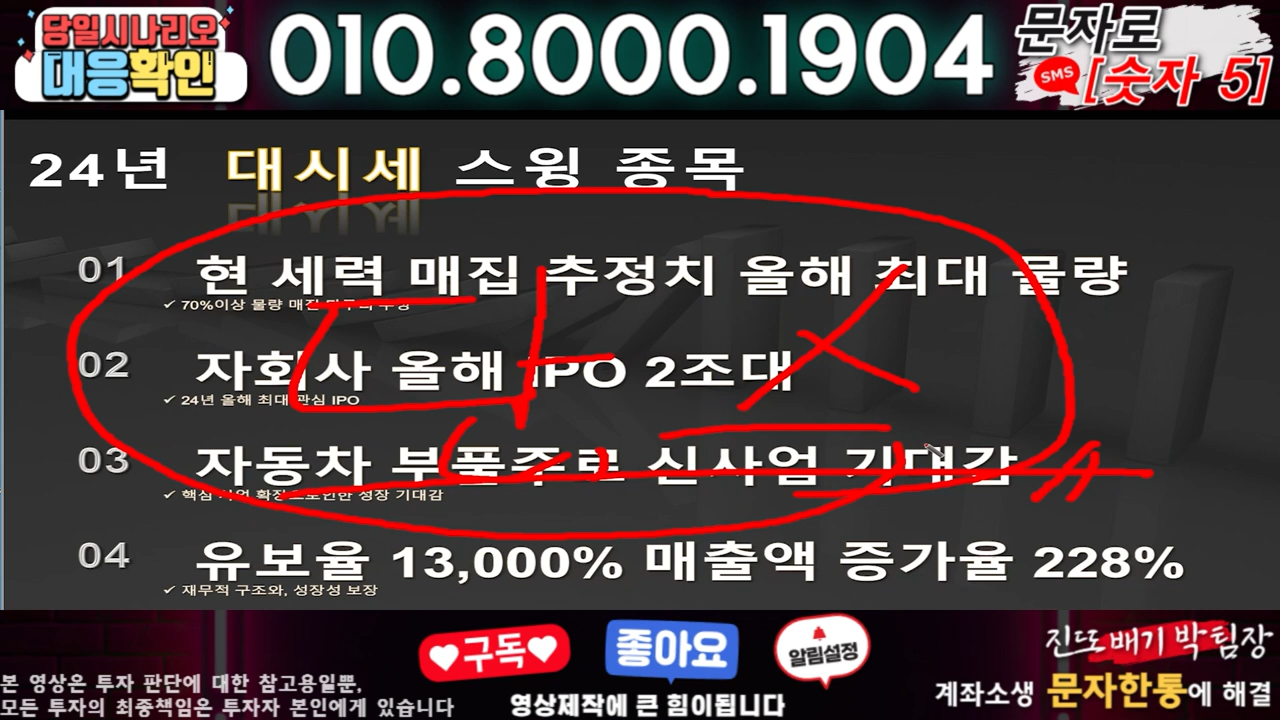 당일시나리오
대응확인
010.8000.1904
문자로
SMS [숫자 5]
24년 대시세 스윙 종목
01 현 세력 매집 추정치 올해 최대 물량
✓ 70%이상 물량 매집
02 자회사 올해 IPO 2조대
✓ 24년 올해 최대 관심 IPO
03 자동차 부품주로 신사업 기대감
✓ 핵심 사업 확장으로인한 성장 기대감
04 유보율 13,000% 매출액 증가율 228%
✓ 재무적 구조와, 성장성 보장
단 3
구독
좋아요
알림설정
영상제작에 큰 힘이됩니다
본 영상은 투자 판단에 대한 참고용일뿐,
모든 투자의 최종책임은 투자자 본인에게 있습니다
진또배기 박팀장
계좌소생 문자한통에 해결